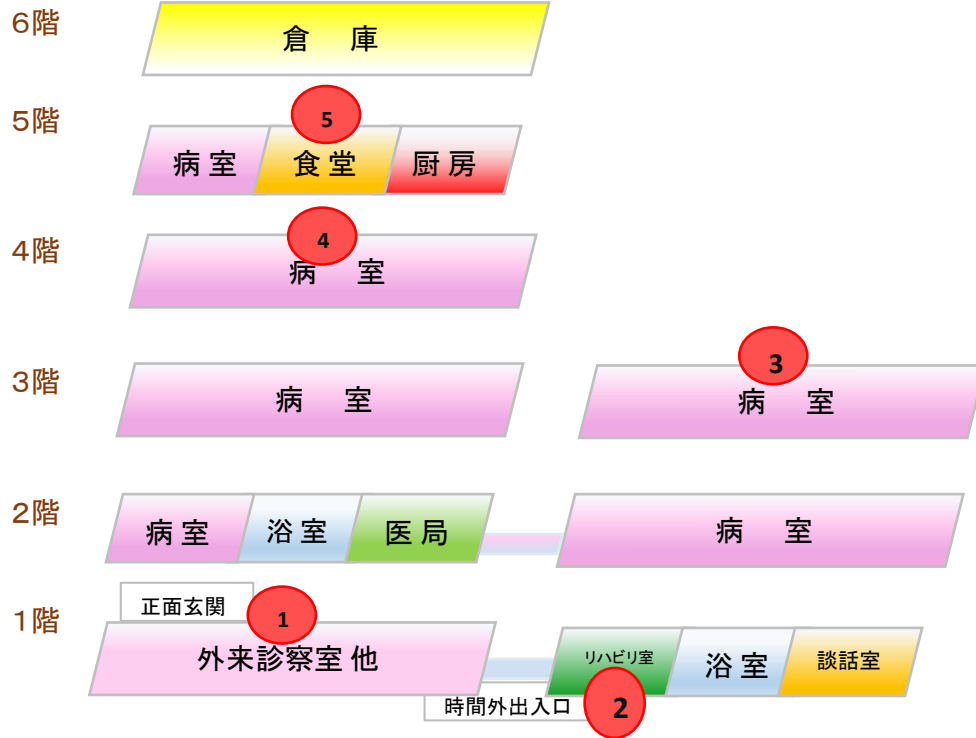 6階
倉 庫
5階
5
病室 食堂 厨房
4階
4
病 室
3階
3
病 室 病 室
2階
病室 浴室 医局 病 室
正面玄関
1階
1
外来診察室他 リハビリ室 浴室 談話室
時間外出入口 2